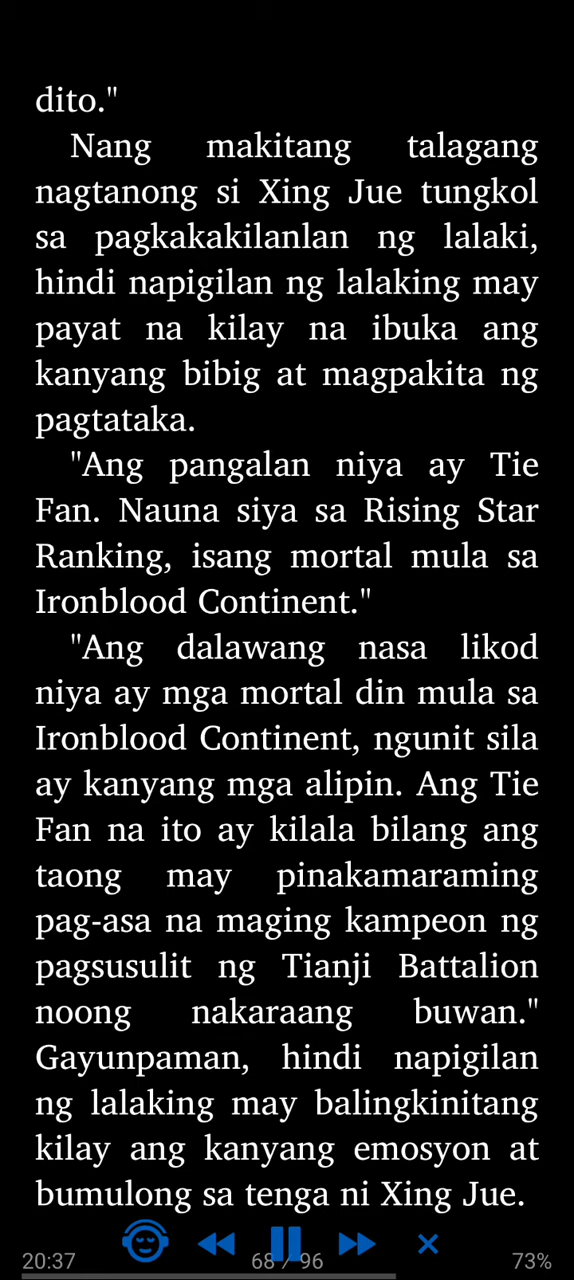 dito."
Nang makitang talagang
nagtanong si Xing Jue tungkol
sa pagkakakilanlan ng lalaki,
hindi napigilan ng lalaking may
payat na kilay na ibuka ang
kanyang bibig at magpakita ng
pagtataka.
"Ang pangalan niya ay Tie
Fan. Nauna siya sa Rising Star
Ranking, isang mortal mula sa
Ironblood Continent."
"Ang dalawang nasa likod
niya ay mga mortal din mula sa
Ironblood Continent, ngunit sila
ay kanyang mga alipin. Ang Tie
Fan na ito ay kilala bilang ang
taong may pinakamaraming
pag-asa na maging kampeon ng
pagsusulit ng Tianji Battalion
noong nakaraang buwan."
Gayunpaman, hindi napigilan
ng lalaking may balingkinitang
kilay ang kanyang emosyon at
bumulong sa tenga ni Xing Jue.
20:37 68 / 96 73%